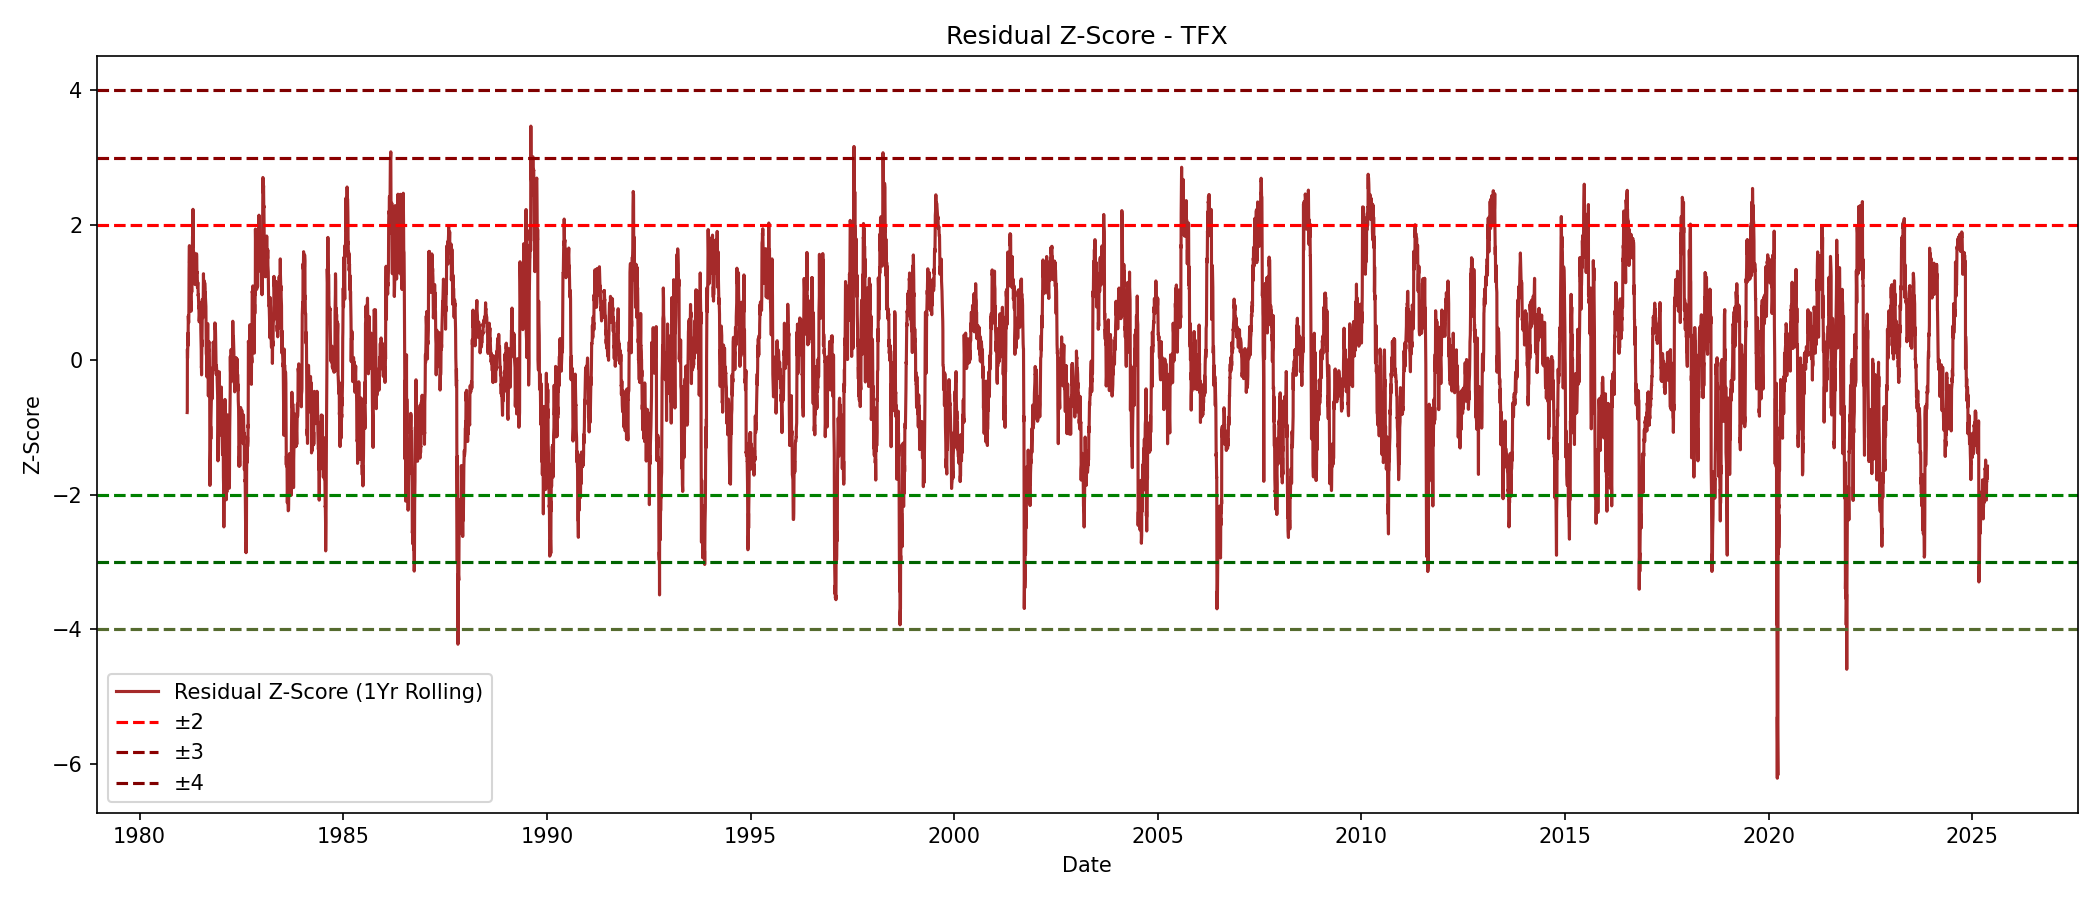 Residual Z-Score - TFX
4
2
0
−2
−4
−6
Z-Score
Residual Z-Score (1Yr Rolling)
±2
±3
±4
1980 1985 1990 1995 2000 2005 2010 2015 2020 2025
Date